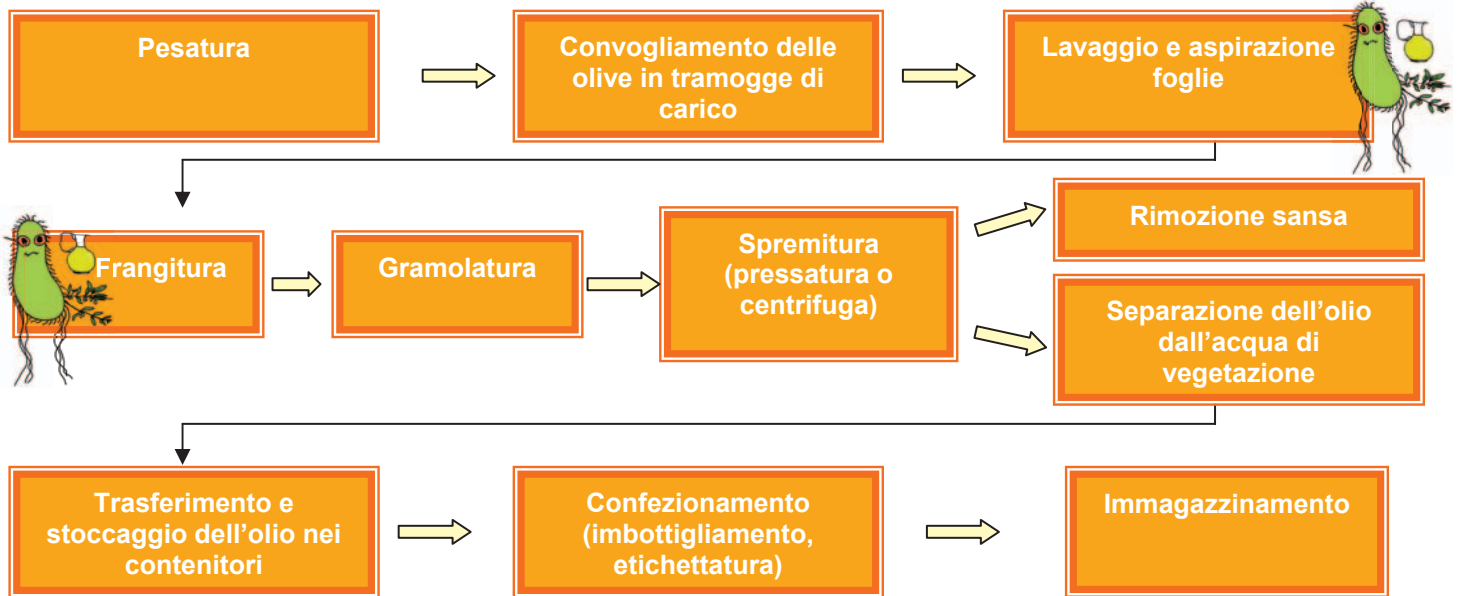 Pesatura
Convogliamento delle
olive in tramogge di
carico
Lavaggio e aspirazione
foglie
Frangitura
Gramolatura
Spremitura
(pressatura o
centrifuga)
Rimozione sansa
Separazione dell’olio
dall’acqua di
vegetazione
Trasferimento e
stoccaggio dell’olio nei
contenitori
Confezionamento
(imbottigliamento,
etichettatura)
Immagazzinamento